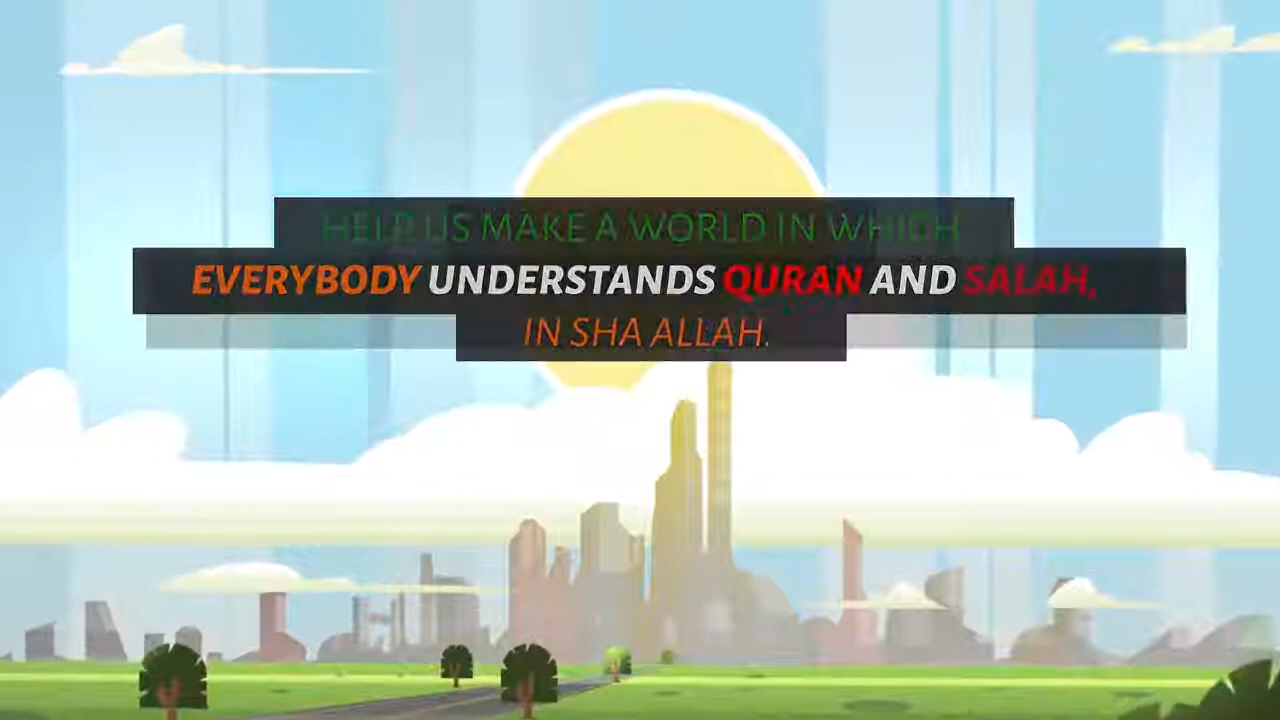 HELP US MAKE A WORLD IN WHICH
EVERYBODY UNDERSTANDS QURAN AND SALAH,
IN SHA ALLAH.